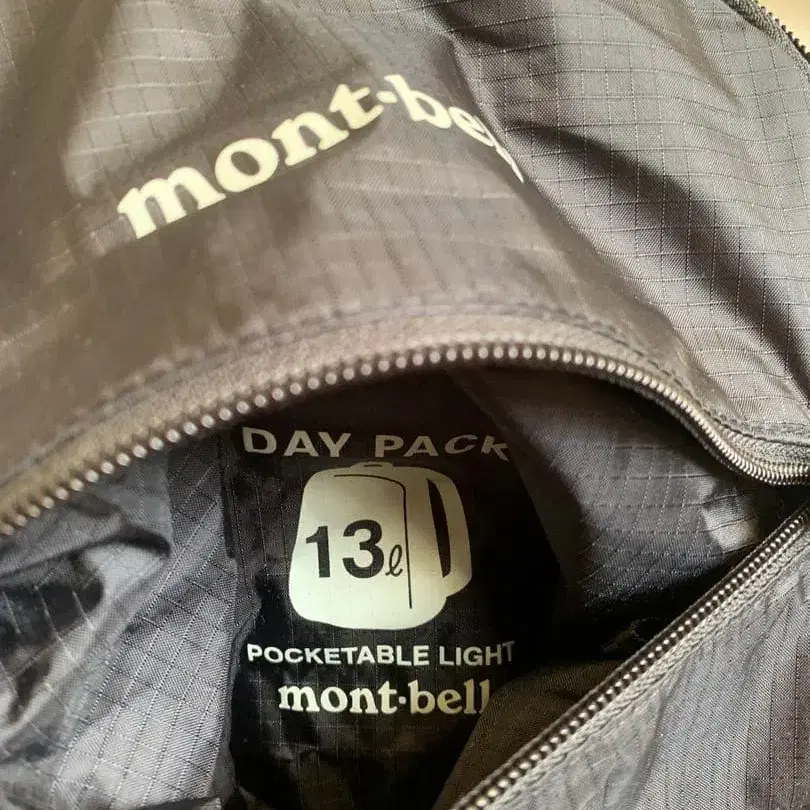 mont·bell
DAY PACK
13ℓ
POCKETABLE LIGHT
mont·bell